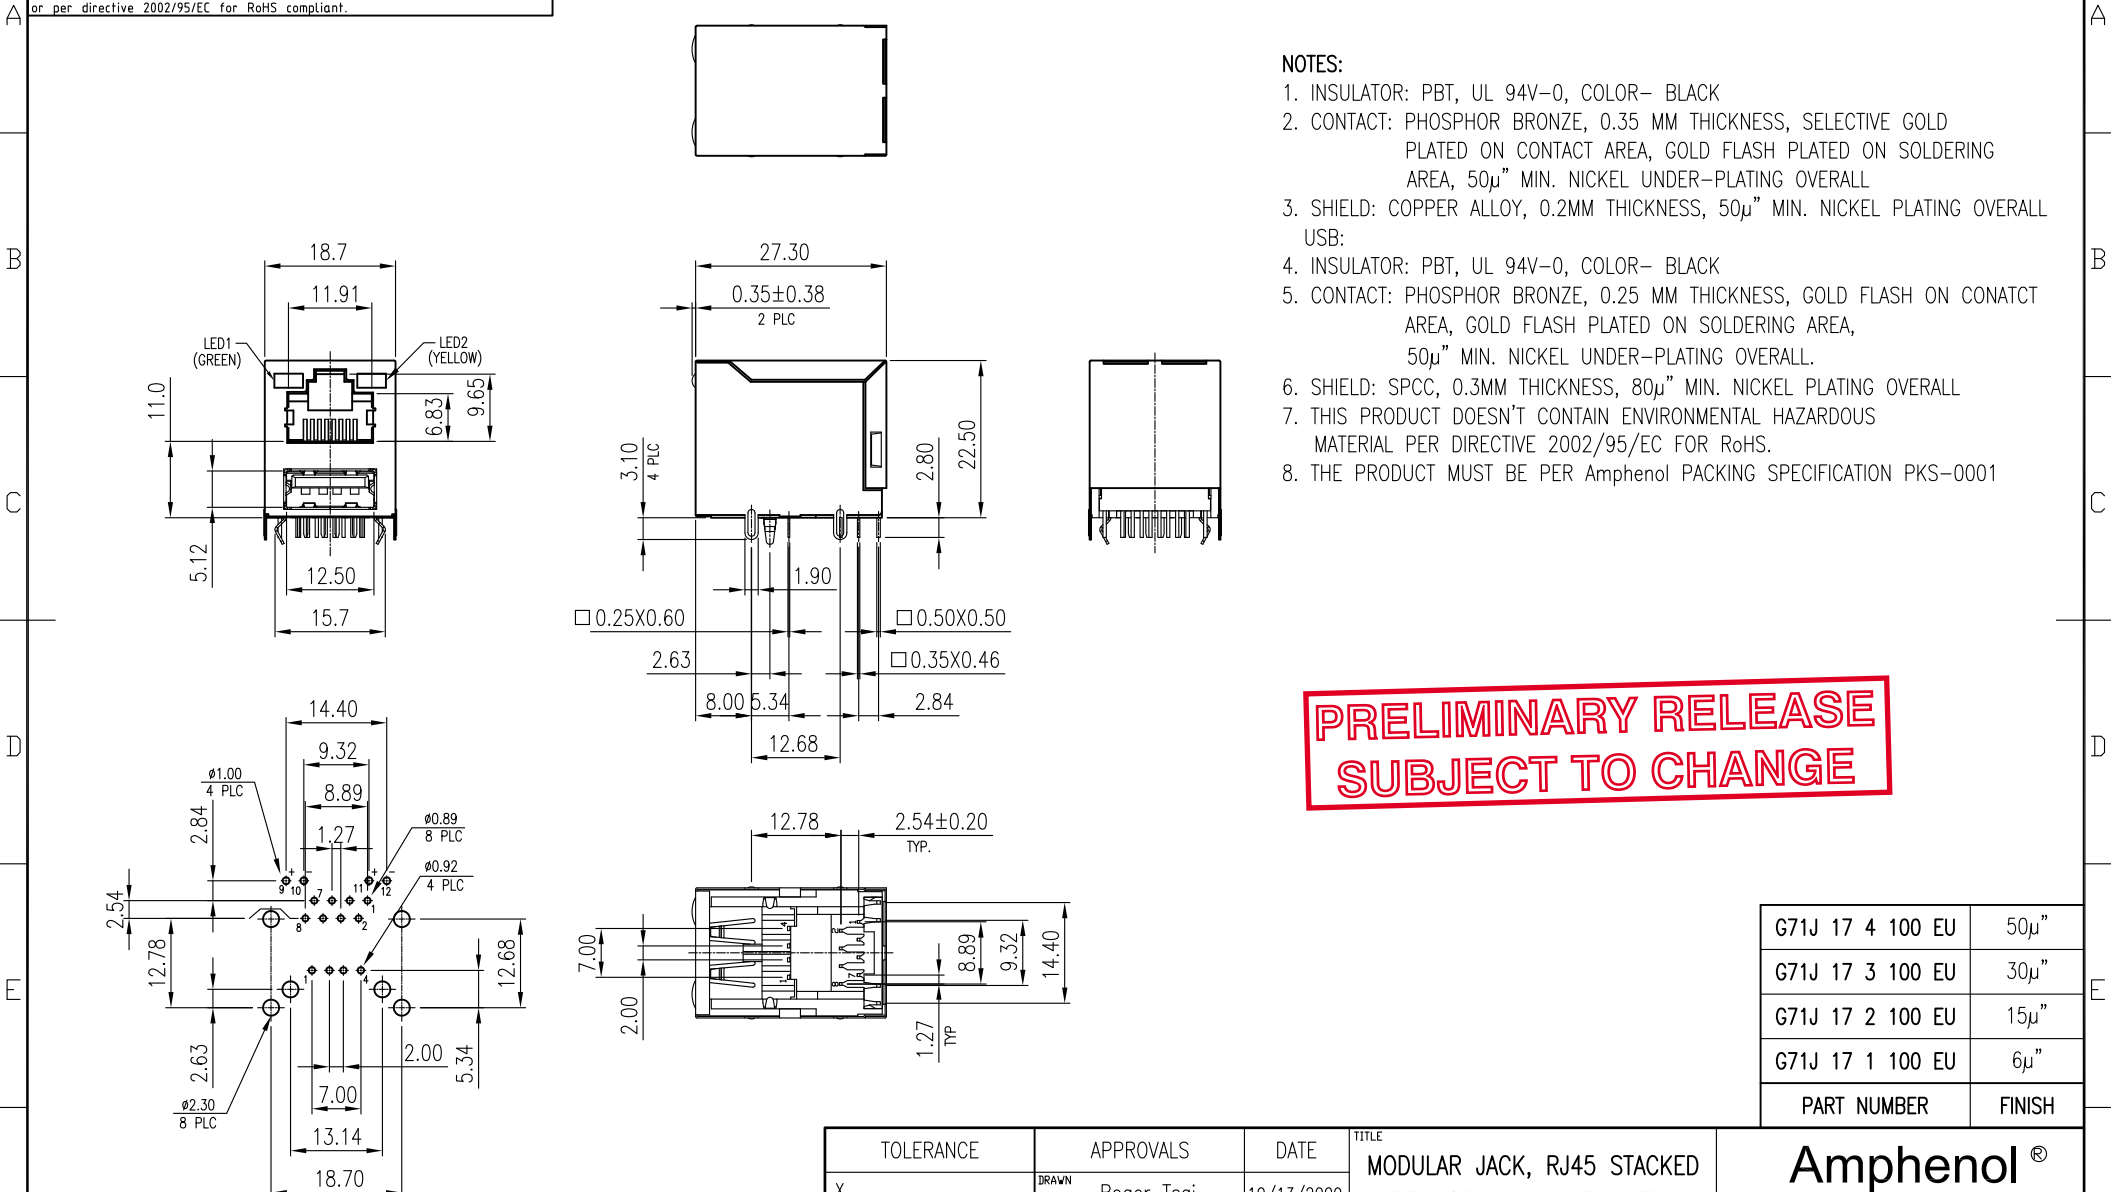 or per directive 2002/95/EC for RoHS compliant.
A
A
B
B
C
C
D
D
E
E
NOTES:
1. INSULATOR: PBT, UL 94V-0, COLOR- BLACK
2. CONTACT: PHOSPHOR BRONZE, 0.35 MM THICKNESS, SELECTIVE GOLD
PLATED ON CONTACT AREA, GOLD FLASH PLATED ON SOLDERING
AREA, 50µ" MIN. NICKEL UNDER-PLATING OVERALL
3. SHIELD: COPPER ALLOY, 0.2MM THICKNESS, 50µ" MIN. NICKEL PLATING OVERALL
USB:
4. INSULATOR: PBT, UL 94V-0, COLOR- BLACK
5. CONTACT: PHOSPHOR BRONZE, 0.25 MM THICKNESS, GOLD FLASH ON CONATCT
AREA, GOLD FLASH PLATED ON SOLDERING AREA,
50µ" MIN. NICKEL UNDER-PLATING OVERALL.
6. SHIELD: SPCC, 0.3MM THICKNESS, 80µ" MIN. NICKEL PLATING OVERALL
7. THIS PRODUCT DOESN'T CONTAIN ENVIRONMENTAL HAZARDOUS
MATERIAL PER DIRECTIVE 2002/95/EC FOR RoHS.
8. THE PRODUCT MUST BE PER Amphenol PACKING SPECIFICATION PKS-0001
18.7
11.91
LED1
(GREEN)
LED2
(YELLOW)
11.0
6.83
9.65
5.12
12.50
15.7
27.30
0.35±0.38
2 PLC
3.10
4 PLC
2.80
22.50
1.90
□ 0.25X0.60
□ 0.50X0.50
2.63
□ 0.35X0.46
8.00
5.34
2.84
12.68
PRELIMINARY RELEASE
SUBJECT TO CHANGE
14.40
9.32
ø1.00
4 PLC
8.89
2.84
1.27
ø0.89
8 PLC
ø0.92
4 PLC
+ - + -
9 10 7 11 12
1
8 2
2.54
12.78
12.68
1 4
2.63
2.00
5.34
7.00
ø2.30
8 PLC
13.14
18.70
12.78
2.54±0.20
TYP.
7.00
2.00
8.89
9.32
14.40
1.27
TYP
G71J 17 4 100 EU 50µ"
G71J 17 3 100 EU 30µ"
G71J 17 2 100 EU 15µ"
G71J 17 1 100 EU 6µ"
PART NUMBER FINISH
TOLERANCE APPROVALS DATE TITLE
MODULAR JACK, RJ45 STACKED
Amphenol ®
X DRAWN